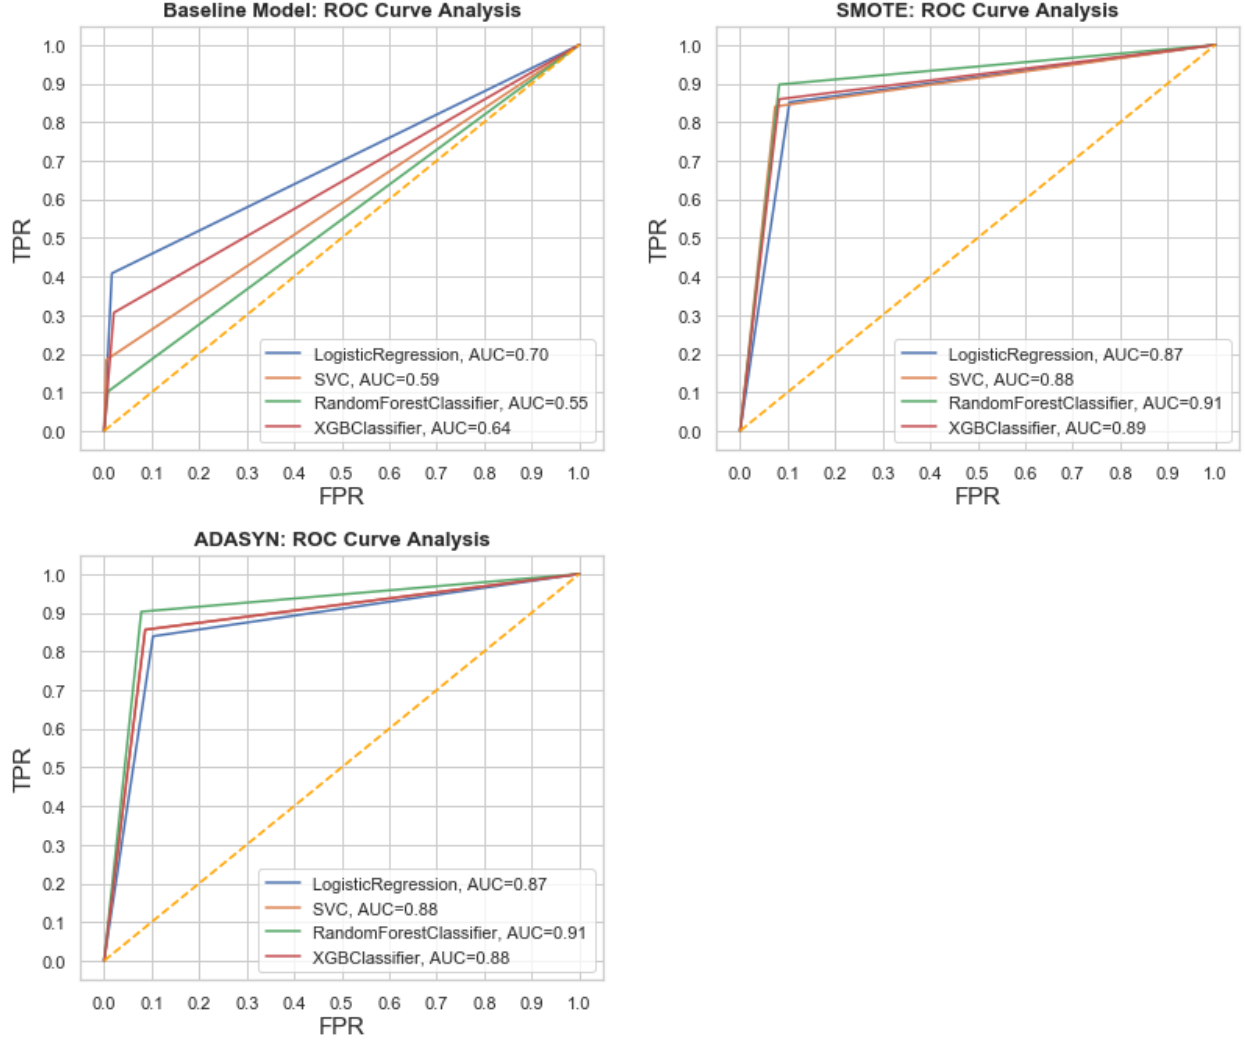 Baseline Model: ROC Curve Analysis
1.0
0.9
0.8
0.7
0.6
0.5
0.4
0.3
0.2
0.1
0.0
TPR
LogisticRegression, AUC=0.70
SVC, AUC=0.59
RandomForestClassifier, AUC=0.55
XGBClassifier, AUC=0.64
0.0 0.1 0.2 0.3 0.4 0.5 0.6 0.7 0.8 0.9 1.0
FPR
SMOTE: ROC Curve Analysis
1.0
0.9
0.8
0.7
0.6
0.5
0.4
0.3
0.2
0.1
0.0
TPR
LogisticRegression, AUC=0.87
SVC, AUC=0.88
RandomForestClassifier, AUC=0.91
XGBClassifier, AUC=0.89
0.0 0.1 0.2 0.3 0.4 0.5 0.6 0.7 0.8 0.9 1.0
FPR
ADASYN: ROC Curve Analysis
1.0
0.9
0.8
0.7
0.6
0.5
0.4
0.3
0.2
0.1
0.0
TPR
LogisticRegression, AUC=0.87
SVC, AUC=0.88
RandomForestClassifier, AUC=0.91
XGBClassifier, AUC=0.88
0.0 0.1 0.2 0.3 0.4 0.5 0.6 0.7 0.8 0.9 1.0
FPR